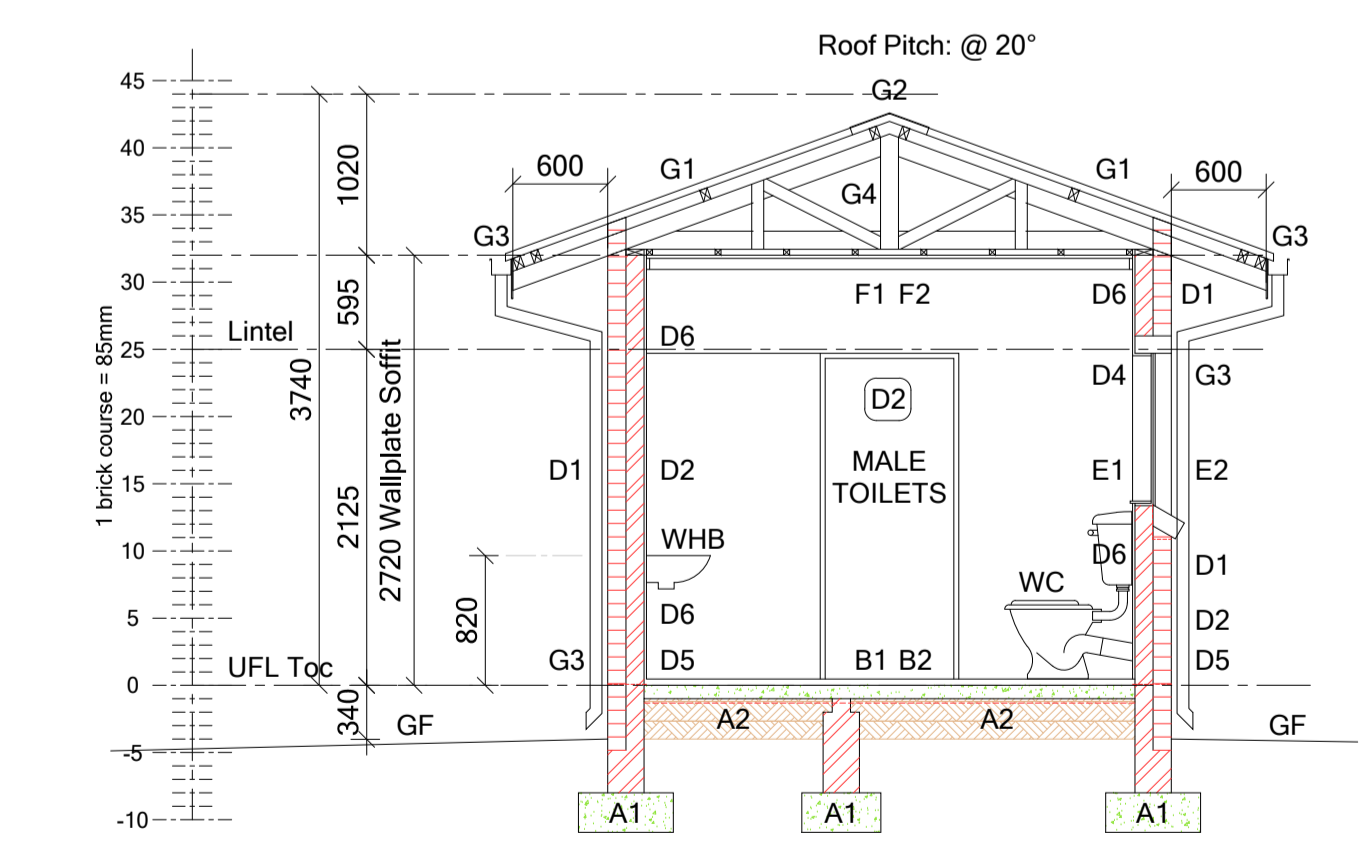 Roof Pitch: @ 20°
45
G2
40
1020
600
G1
G4
G1
600
35
G3
G3
30
595
F1 F2
D6
D1
Lintel
D6
25
3740
2720 Wallplate Soffit
D4
G3
D2
1 brick course = 85mm
20
MALE
TOILETS
D1
D2
E1
E2
15
2125
WHB
10
D6
D1
820
WC
5
D6
D2
UFL Toc
G3
D5
B1 B2
D5
0
340
GF
A2
A2
GF
-5
-10
A1
A1
A1